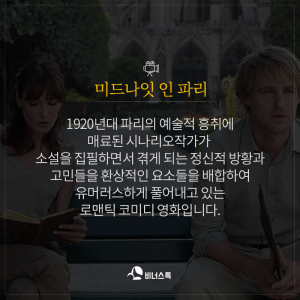 미드나잇 인 파리
1920년대 파리의 예술적 흥취에
매료된 시나리오작가가
소설을 집필하면서 겪게 되는 정신적 방황과
고민들을 환상적인 요소들을 배합하여
유머러스하게 풀어내고 있는
로맨틱 코미디 영화입니다.
비너스톡